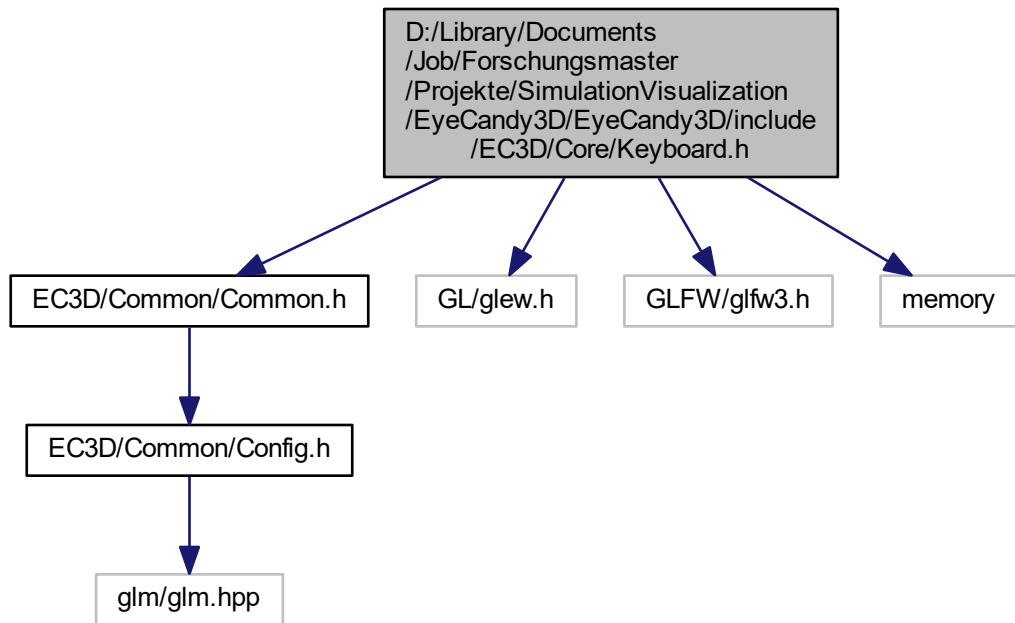 D:/Library/Documents
/Job/Forschungsmaster
/Projekte/SimulationVisualization
/EyeCandy3D/EyeCandy3D/include
/EC3D/Core/Keyboard.h
EC3D/Common/Common.h
GL/glew.h
GLFW/glfw3.h
memory
EC3D/Common/Config.h
glm/glm.hpp